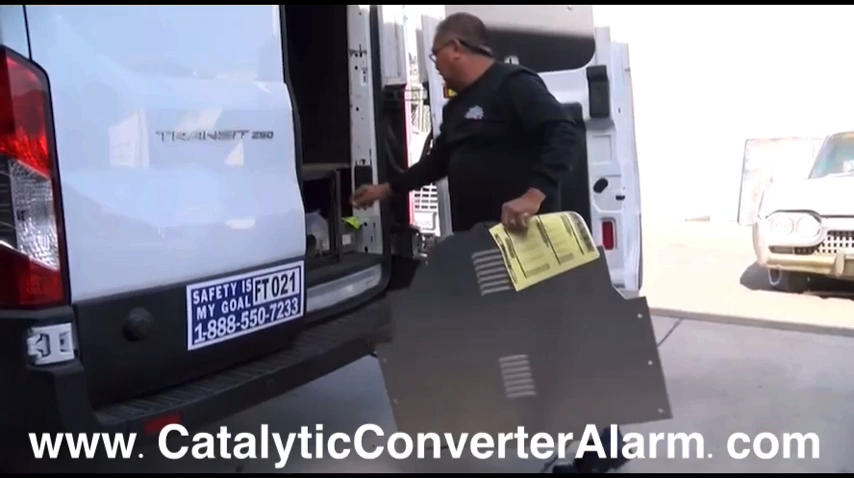 TRANSIT 250
SAFETY IS
MY GOAL
FT021
1-888-550-7233
www. CatalyticConverterAlarm. com